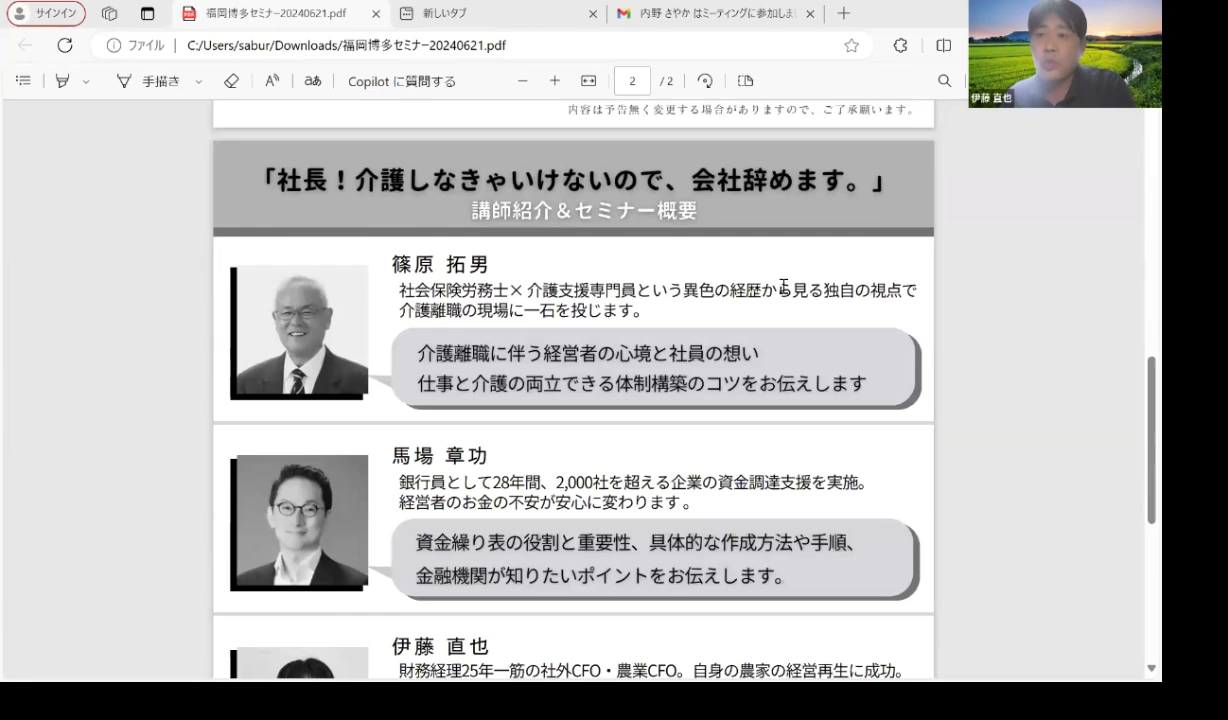 サインイン
福岡博多セミナｰ20240621.pdf
新しいタブ
内野 さやか はミーティングに参加しま
ファイル
C:/Users/sabur/Downloads/福岡博多セミナｰ20240621.pdf
手描き
aあ
Copilot に質問する
2
/ 2
伊藤 直也
内容は予告無く変更する場合がありますので、ご了承願います。
「社長！介護しなきゃいけないので、会社辞めます。」
講師紹介＆セミナー概要
篠原 拓男
社会保険労務士× 介護支援専門員という異色の経歴から見る独自の視点で
介護離職の現場に一石を投じます。
介護離職に伴う経営者の心境と社員の想い
仕事と介護の両立できる体制構築のコツをお伝えします
馬場 章功
銀行員として28年間、2,000社を超える企業の資金調達支援を実施。
経営者のお金の不安が安心に変わります。
資金繰り表の役割と重要性、具体的な作成方法や手順、
金融機関が知りたいポイントをお伝えします。
伊藤 直也
財務経理25年一筋の社外CFO・農業CFO。自身の農家の経営再生に成功。